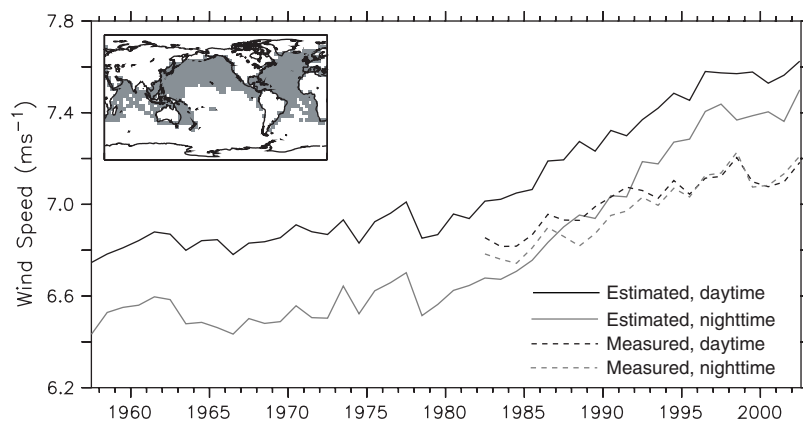 7.8
7.4
7.0
6.6
6.2
Wind Speed (ms⁻¹)
Estimated, daytime
Estimated, nighttime
Measured, daytime
Measured, nighttime
1960 1965 1970 1975 1980 1985 1990 1995 2000